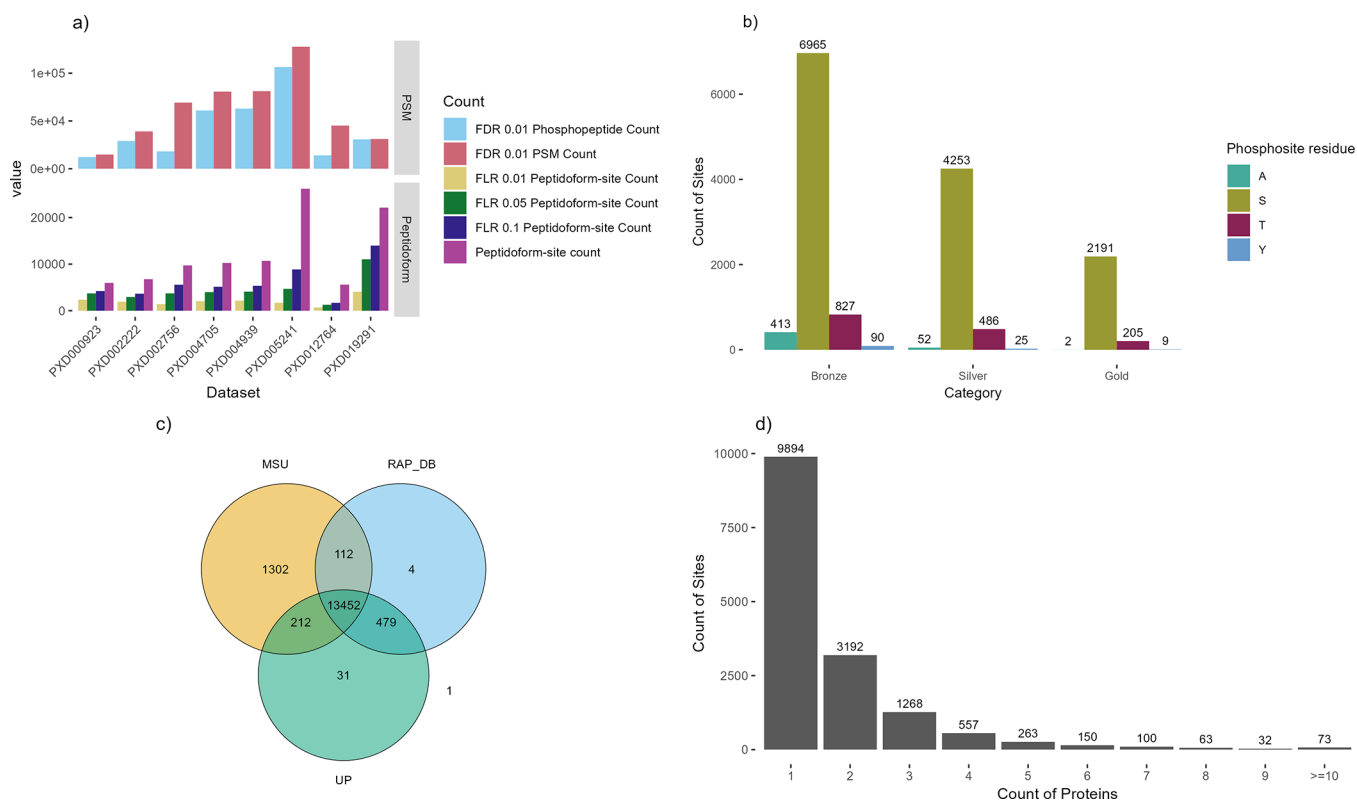 a)
1e+05
5e+04
0e+00
PSM
value
20000
10000
0
Peptidoform
PXD000923
PXD002222
PXD002756
PXD004705
PXD004939
PXD005241
PXD012764
PXD019291
Dataset
Count
FDR 0.01 Phosphopeptide Count
FDR 0.01 PSM Count
FLR 0.01 Peptidoform-site Count
FLR 0.05 Peptidoform-site Count
FLR 0.1 Peptidoform-site Count
Peptidoform-site count
b)
Count of Sites
6000
4000
2000
0
413
6965
827
90
52
4253
486
25
2
2191
205
9
Bronze
Silver
Gold
Category
Phosphosite residue
A
S
T
Y
c)
MSU
RAP_DB
112
1302
4
13452
212
479
31
1
UP
d)
Count of Sites
10000
7500
5000
2500
0
9894
3192
1268
557
263
150
100
63
32
73
1
2
3
4
5
6
7
8
9
>=10
Count of Proteins